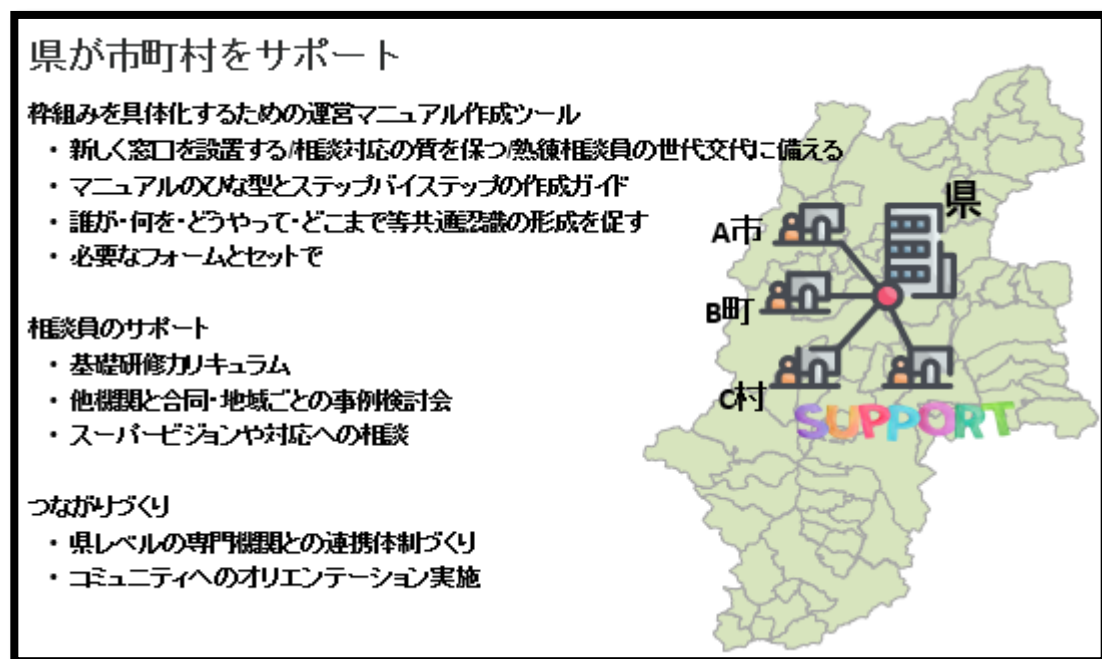 県が市町村をサポート
枠組みを具体化するための運営マニュアル作成ツール
・新しく窓口を設置する/相談対応の質を保つ/熟練相談員の世代交代に備える
・マニュアルのひな型とステップバイステップの作成ガイド
・誰が・何を・どうやって・どこまで等共通認識の形成を促す
・必要なフォームとセットで
相談員のサポート
・基礎研修カリキュラム
・他機関と合同・地域ごとの事例検討会
・スーパービジョンや対応への相談
つながりづくり
・県レベルの専門機関との連携体制づくり
・コミュニティへのオリエンテーション実施
県
A市
B町
C村
SUPPORT